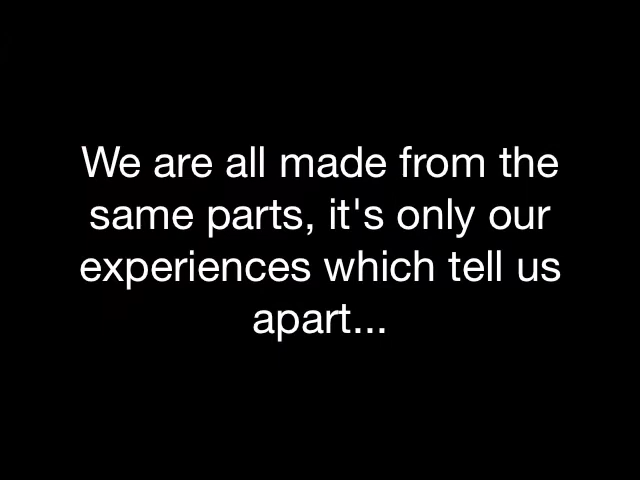 We are all made from the
same parts, it's only our
experiences which tell us
apart...